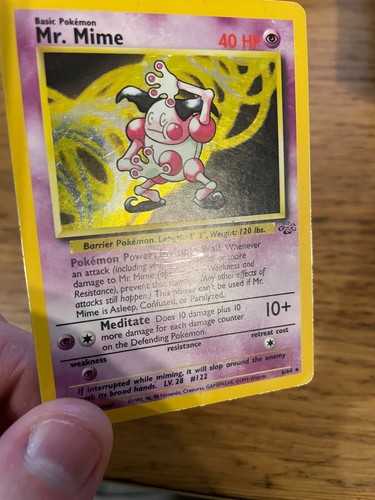 Basic Pokémon
Mr. Mime
40 HP
Barrier Pokémon. Length: 4' 3", Weight: 120 lbs.
Pokémon Power: Invisible Wall Whenever
an attack (including your own) or more
damage to Mr. Mime Weakness and
Resistance), prevent that (Any other effects of
attacks still happen.) This power can't be used if Mr.
Mime is Asleep, Confused, or Paralyzed.
Meditate Does 10 damage plus 10
more damage for each damage counter
on the Defending Pokémon.
10+
weakness
resistance
retreat cost
If interrupted while miming, it will slap around the enemy
with its broad hands. LV. 28 #122
6/64 ★